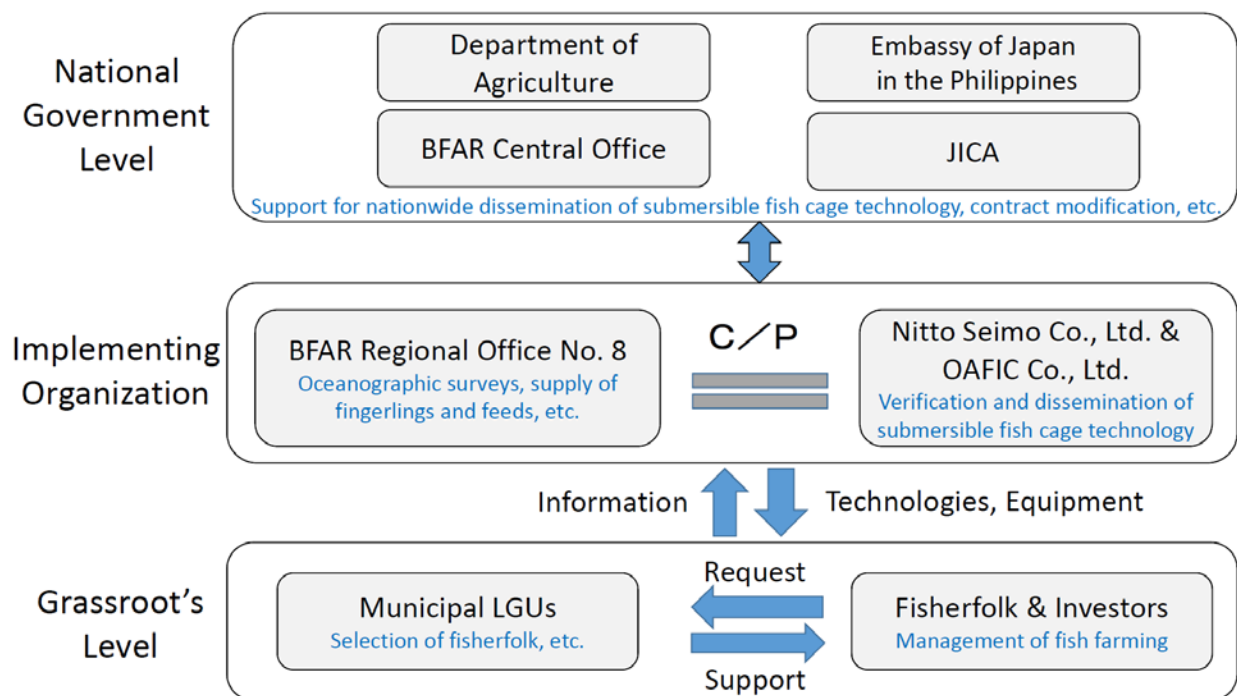 National
Government
Level
Department of
Agriculture
Embassy of Japan
in the Philippines
BFAR Central Office
JICA
Support for nationwide dissemination of submersible fish cage technology, contract modification, etc.
Implementing
Organization
BFAR Regional Office No. 8
Oceanographic surveys, supply of
fingerlings and feeds, etc.
C／P
Nitto Seimo Co., Ltd. &
OAFIC Co., Ltd.
Verification and dissemination of
submersible fish cage technology
Information
Technologies, Equipment
Grassroot’s
Level
Municipal LGUs
Selection of fisherfolk, etc.
Request
Support
Fisherfolk & Investors
Management of fish farming